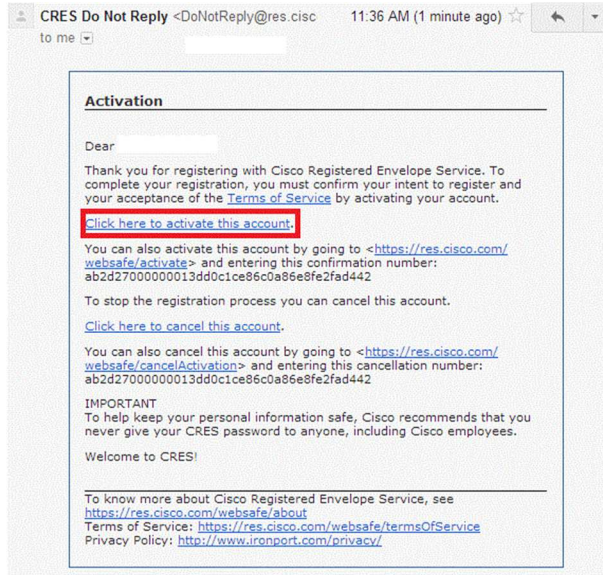 CRES Do Not Reply <DoNotReply@res.cisc 11:36 AM (1 minute ago)
to me
Activation
Dear
Thank you for registering with Cisco Registered Envelope Service. To
complete your registration, you must confirm your intent to register and
your acceptance of the Terms of Service by activating your account.
Click here to activate this account.
You can also activate this account by going to <https://res.cisco.com/
websafe/activate> and entering this confirmation number:
ab2d27000000013dd0c1ce86c0a86e8fe2fad442
To stop the registration process you can cancel this account.
Click here to cancel this account.
You can also cancel this account by going to <https://res.cisco.com/
websafe/cancelActivation> and entering this cancellation number:
ab2d27000000013dd0c1ce86c0a86e8fe2fad442
IMPORTANT
To help keep your personal information safe, Cisco recommends that you
never give your CRES password to anyone, including Cisco employees.
Welcome to CRES!
To know more about Cisco Registered Envelope Service, see
https://res.cisco.com/websafe/about
Terms of Service: https://res.cisco.com/websafe/termsOfService
Privacy Policy: http://www.ironport.com/privacy/